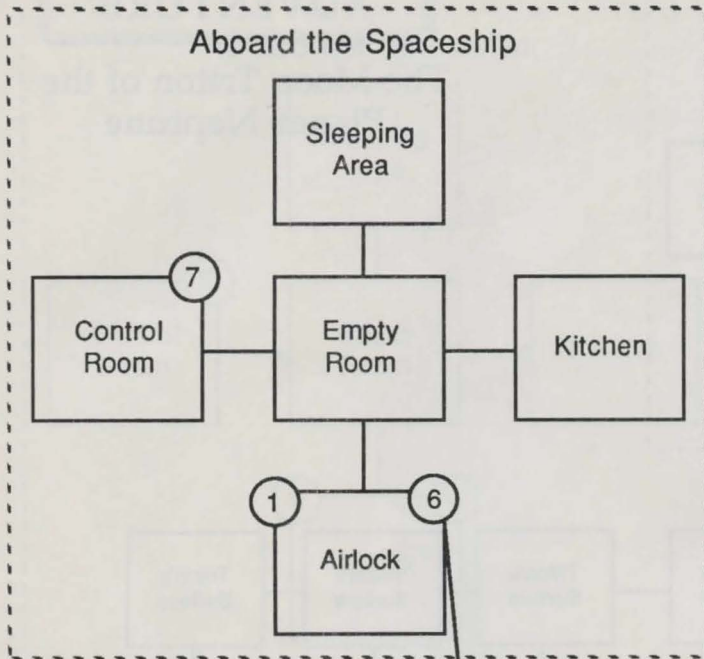 Aboard the Spaceship
Sleeping
Area
7
Control
Room
Empty
Room
Kitchen
1
6
Airlock